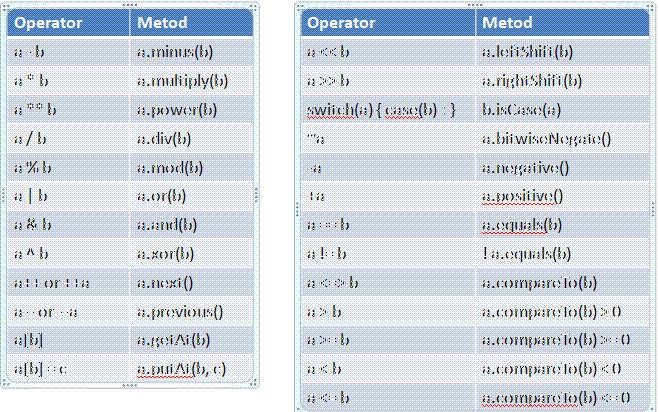 Operator Metod
a - b a.minus(b)
a * b a.multiply(b)
a ** b a.power(b)
a / b a.div(b)
a % b a.mod(b)
a | b a.or(b)
a & b a.and(b)
a ^ b a.xor(b)
a++ or ++a a.next()
a-- or --a a.previous()
a[b] a.getAt(b)
a[b] = c a.putAt(b, c)
Operator Metod
a << b a.leftShift(b)
a >> b a.rightShift(b)
switch(a) { case(b) : } b.isCase(a)
~a a.bitwiseNegate()
-a a.negative()
+a a.positive()
a == b a.equals(b)
a != b ! a.equals(b)
a <=> b a.compareTo(b)
a > b a.compareTo(b) > 0
a >= b a.compareTo(b) >= 0
a < b a.compareTo(b) < 0
a <= b a.compareTo(b) <= 0